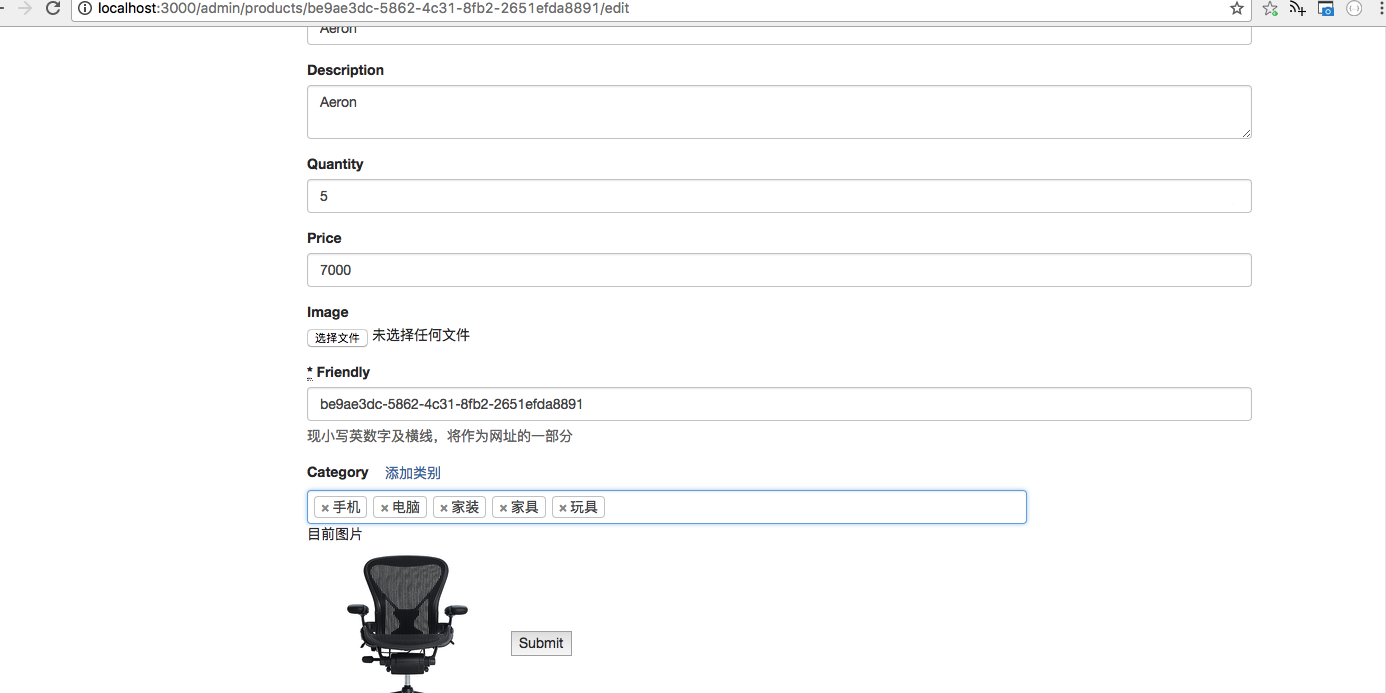 localhost:3000/admin/products/be9ae3dc-5862-4c31-8fb2-2651efda8891/edit
Aeron
Description
Aeron
Quantity
5
Price
7000
Image
选择文件 未选择任何文件
* Friendly
be9ae3dc-5862-4c31-8fb2-2651efda8891
现小写英数字及横线，将作为网址的一部分
Category 添加类别
×手机 ×电脑 ×家装 ×家具 ×玩具
目前图片
Submit